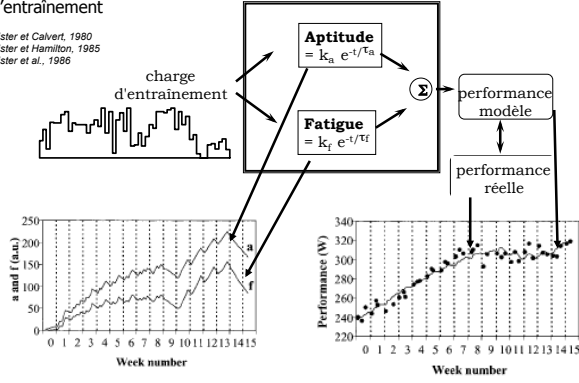 'entraînement
ister et Calvert, 1980
ister et Hamilton, 1985
ister et al., 1986
charge
d'entraînement
Aptitude
= ka e-t/τa
Fatigue
= kf e-t/τf
Σ
performance
modèle
performance
réelle
250
200
150
100
50
0
a and f (a.u.)
a
f
0 1 2 3 4 5 6 7 8 9 10 11 12 13 14 15
Week number
340
320
300
280
260
240
220
Performance (W)
0 1 2 3 4 5 6 7 8 9 10 11 12 13 14 15
Week number